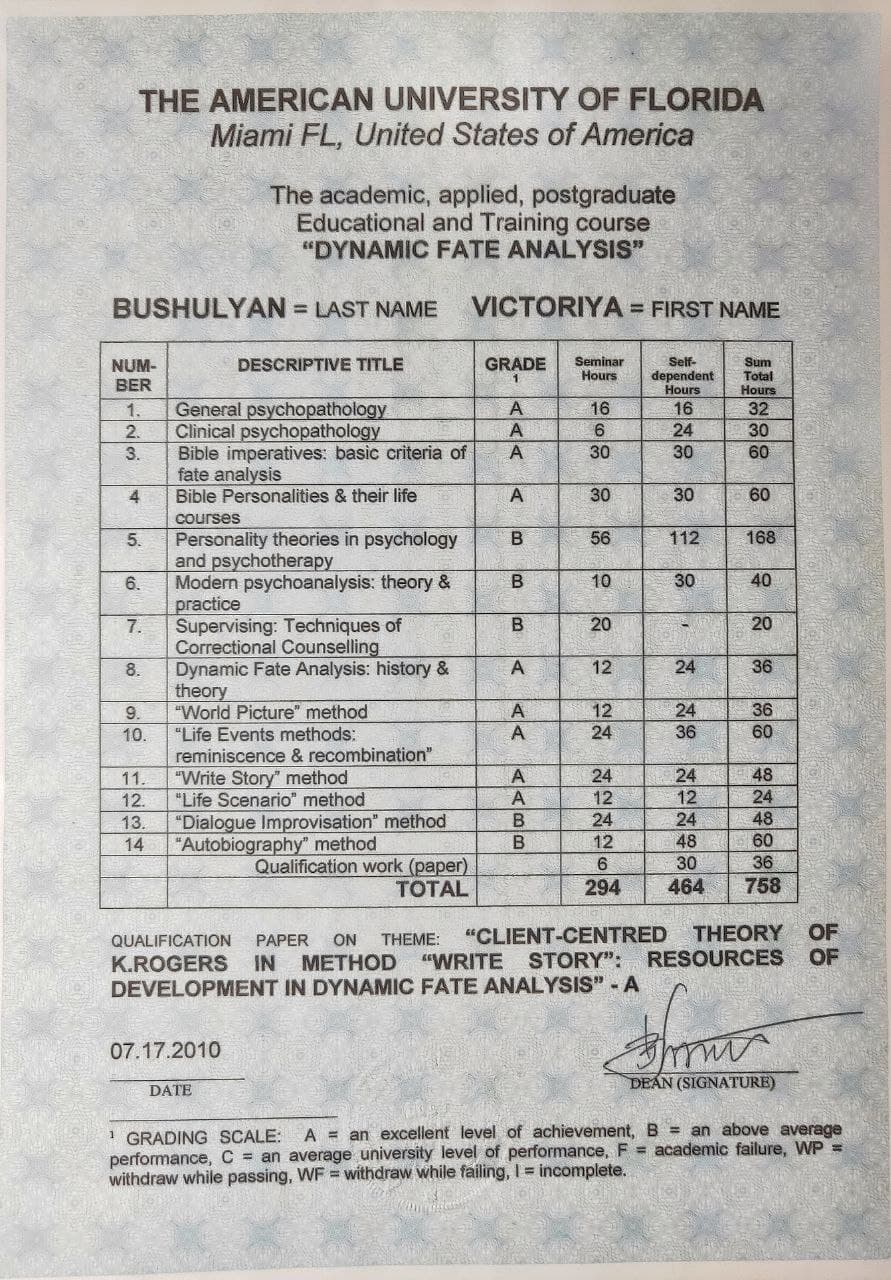 THE AMERICAN UNIVERSITY OF FLORIDA
Miami FL, United States of America
The academic, applied, postgraduate
Educational and Training course
“DYNAMIC FATE ANALYSIS”
BUSHULYAN = LAST NAME VICTORIYA = FIRST NAME
NUM-BER DESCRIPTIVE TITLE GRADE 1 Seminar Hours Self-dependent Hours Sum Total Hours
1. General psychopathology A 16 16 32
2. Clinical psychopathology A 6 24 30
3. Bible imperatives: basic criteria of A 30 30 60
fate analysis
4 Bible Personalities & their life A 30 30 60
courses
5. Personality theories in psychology B 56 112 168
and psychotherapy
6. Modern psychoanalysis: theory & B 10 30 40
practice
7. Supervising: Techniques of B 20 - 20
Correctional Counselling
8. Dynamic Fate Analysis: history & A 12 24 36
theory
9. “World Picture” method A 12 24 36
10. “Life Events methods: A 24 36 60
reminiscence & recombination”
11. “Write Story” method A 24 24 48
12. “Life Scenario” method A 12 12 24
13. “Dialogue Improvisation” method B 24 24 48
14 “Autobiography” method B 12 48 60
Qualification work (paper) 6 30 36
TOTAL 294 464 758
QUALIFICATION PAPER ON THEME: “CLIENT-CENTRED THEORY OF
K.ROGERS IN METHOD “WRITE STORY”: RESOURCES OF
DEVELOPMENT IN DYNAMIC FATE ANALYSIS” - A
07.17.2010
DATE
DEAN (SIGNATURE)
1 GRADING SCALE: A = an excellent level of achievement, B = an above average
performance, C = an average university level of performance, F = academic failure, WP =
withdraw while passing, WF = withdraw while failing, I = incomplete.